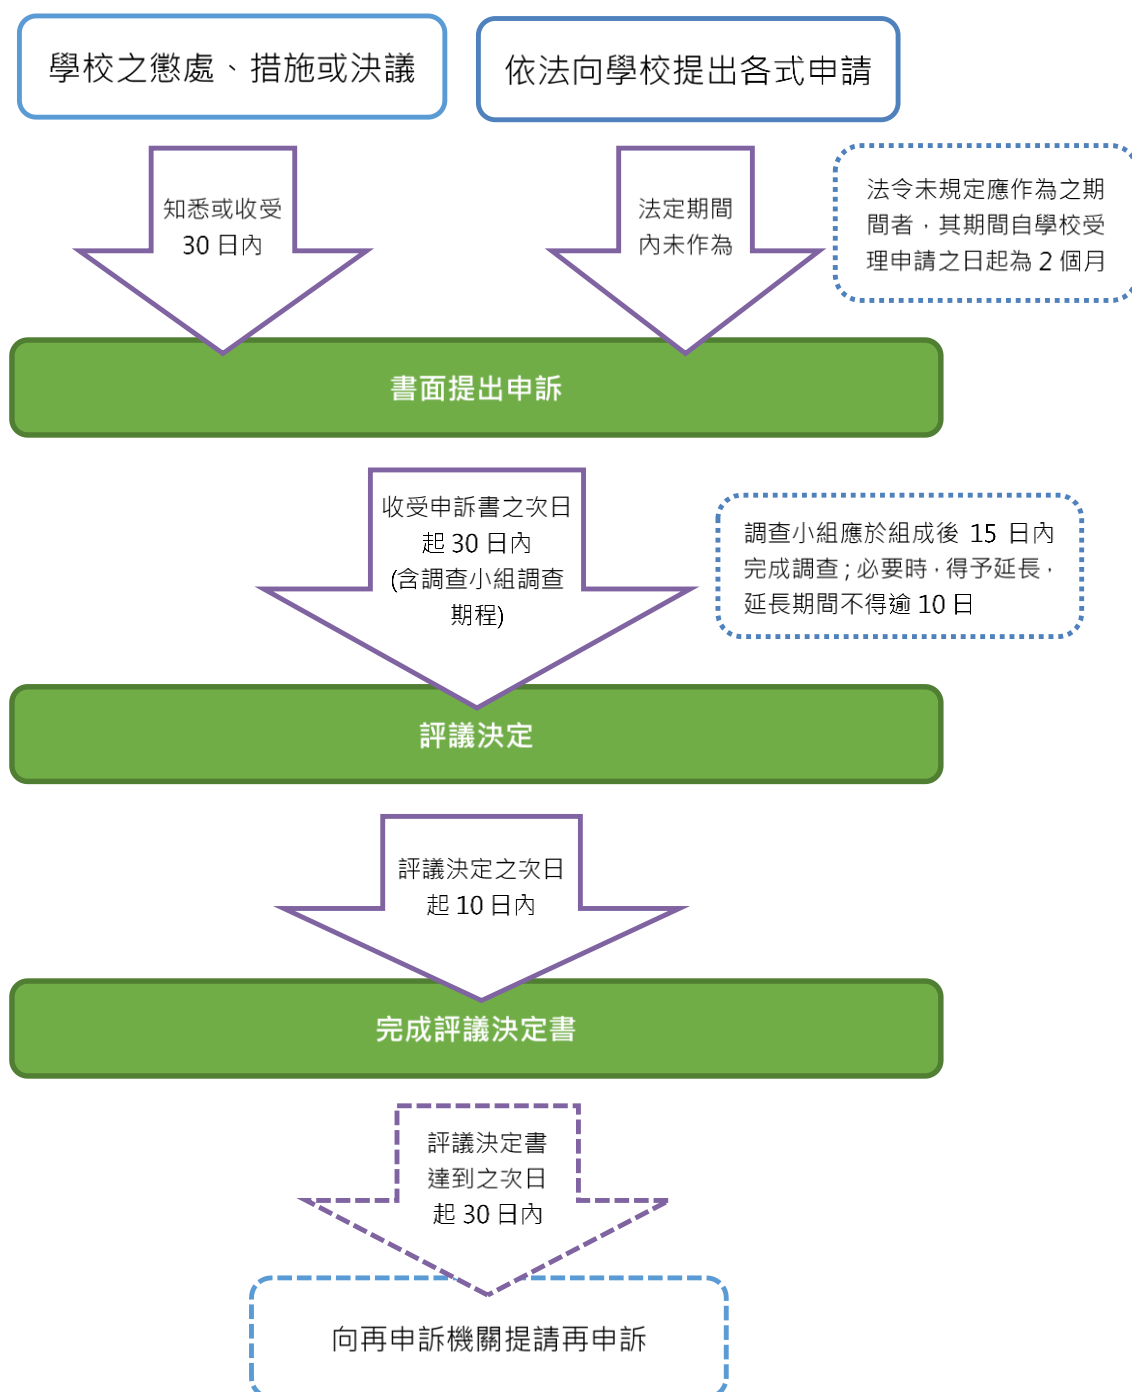 學校之懲處、措施或決議
依法向學校提出各式申請
知悉或收受
30 日內
法定期間
內未作為
法令未規定應作為之期
間者，其期間自學校受
理申請之日起為 2 個月
書面提出申訴
收受申訴書之次日
起 30 日內
(含調查小組調查
期程)
調查小組應於組成後 15 日內
完成調查；必要時，得予延長，
延長期間不得逾 10 日
評議決定
評議決定之次日
起 10 日內
完成評議決定書
評議決定書
達到之次日
起 30 日內
向再申訴機關提請再申訴